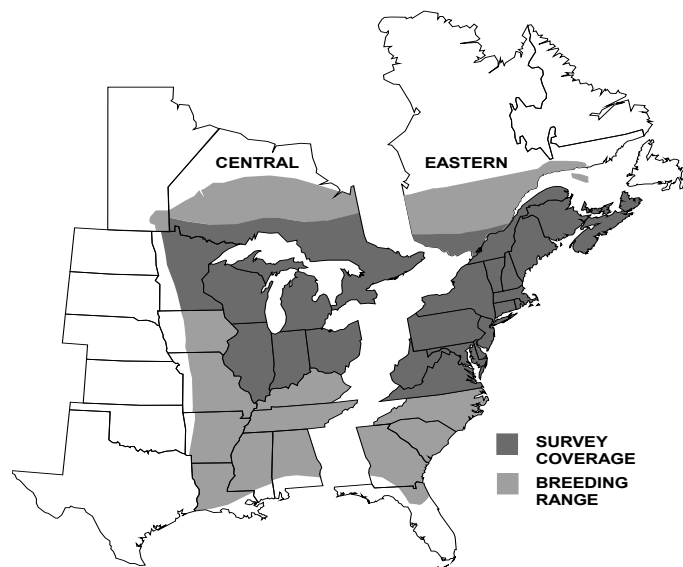 CENTRAL
EASTERN
SURVEY
COVERAGE
BREEDING
RANGE